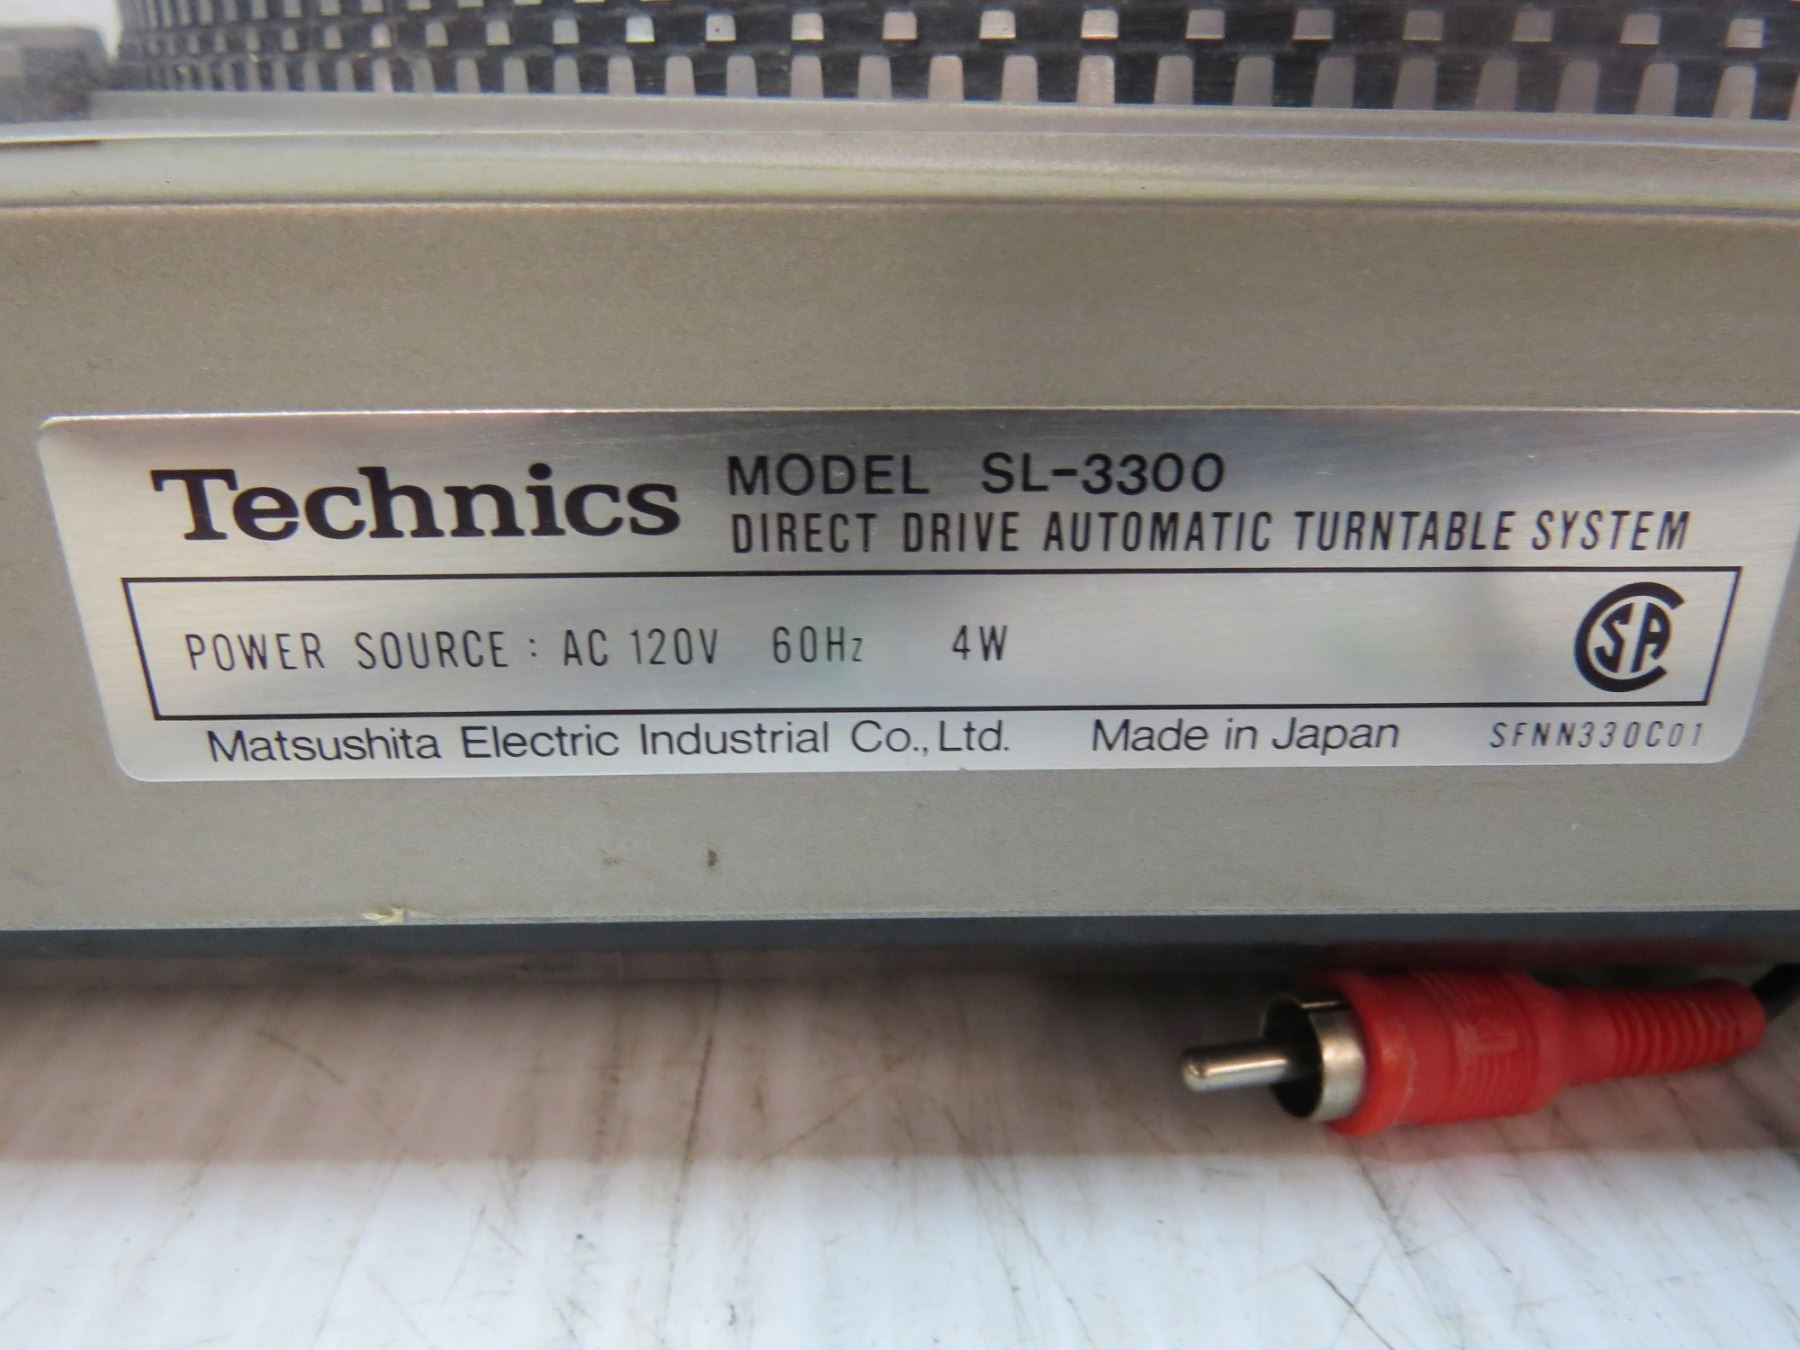 Technics MODEL SL-3300
DIRECT DRIVE AUTOMATIC TURNTABLE SYSTEM
POWER SOURCE : AC 120V 60Hz 4W
CSA
Matsushita Electric Industrial Co., Ltd. Made in Japan SFNN330C01